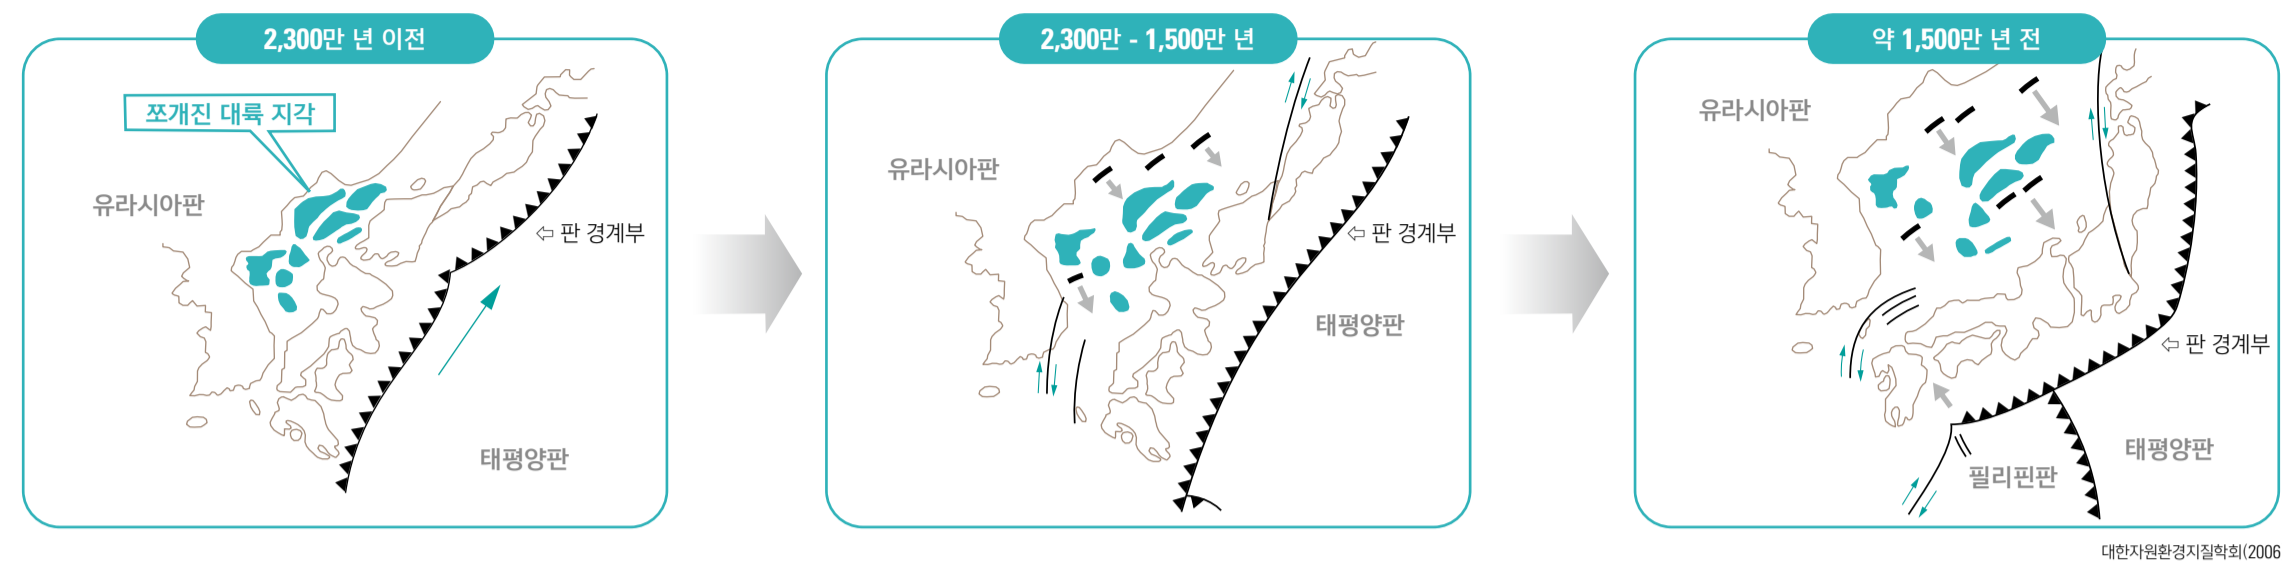 2,300만 년 이전
쪼개진 대륙 지각
유라시아판
⇦ 판 경계부
태평양판
2,300만 - 1,500만 년
유라시아판
⇦ 판 경계부
태평양판
약 1,500만 년 전
유라시아판
⇦ 판 경계부
태평양판
필리핀판
대한자원환경지질학회(2006